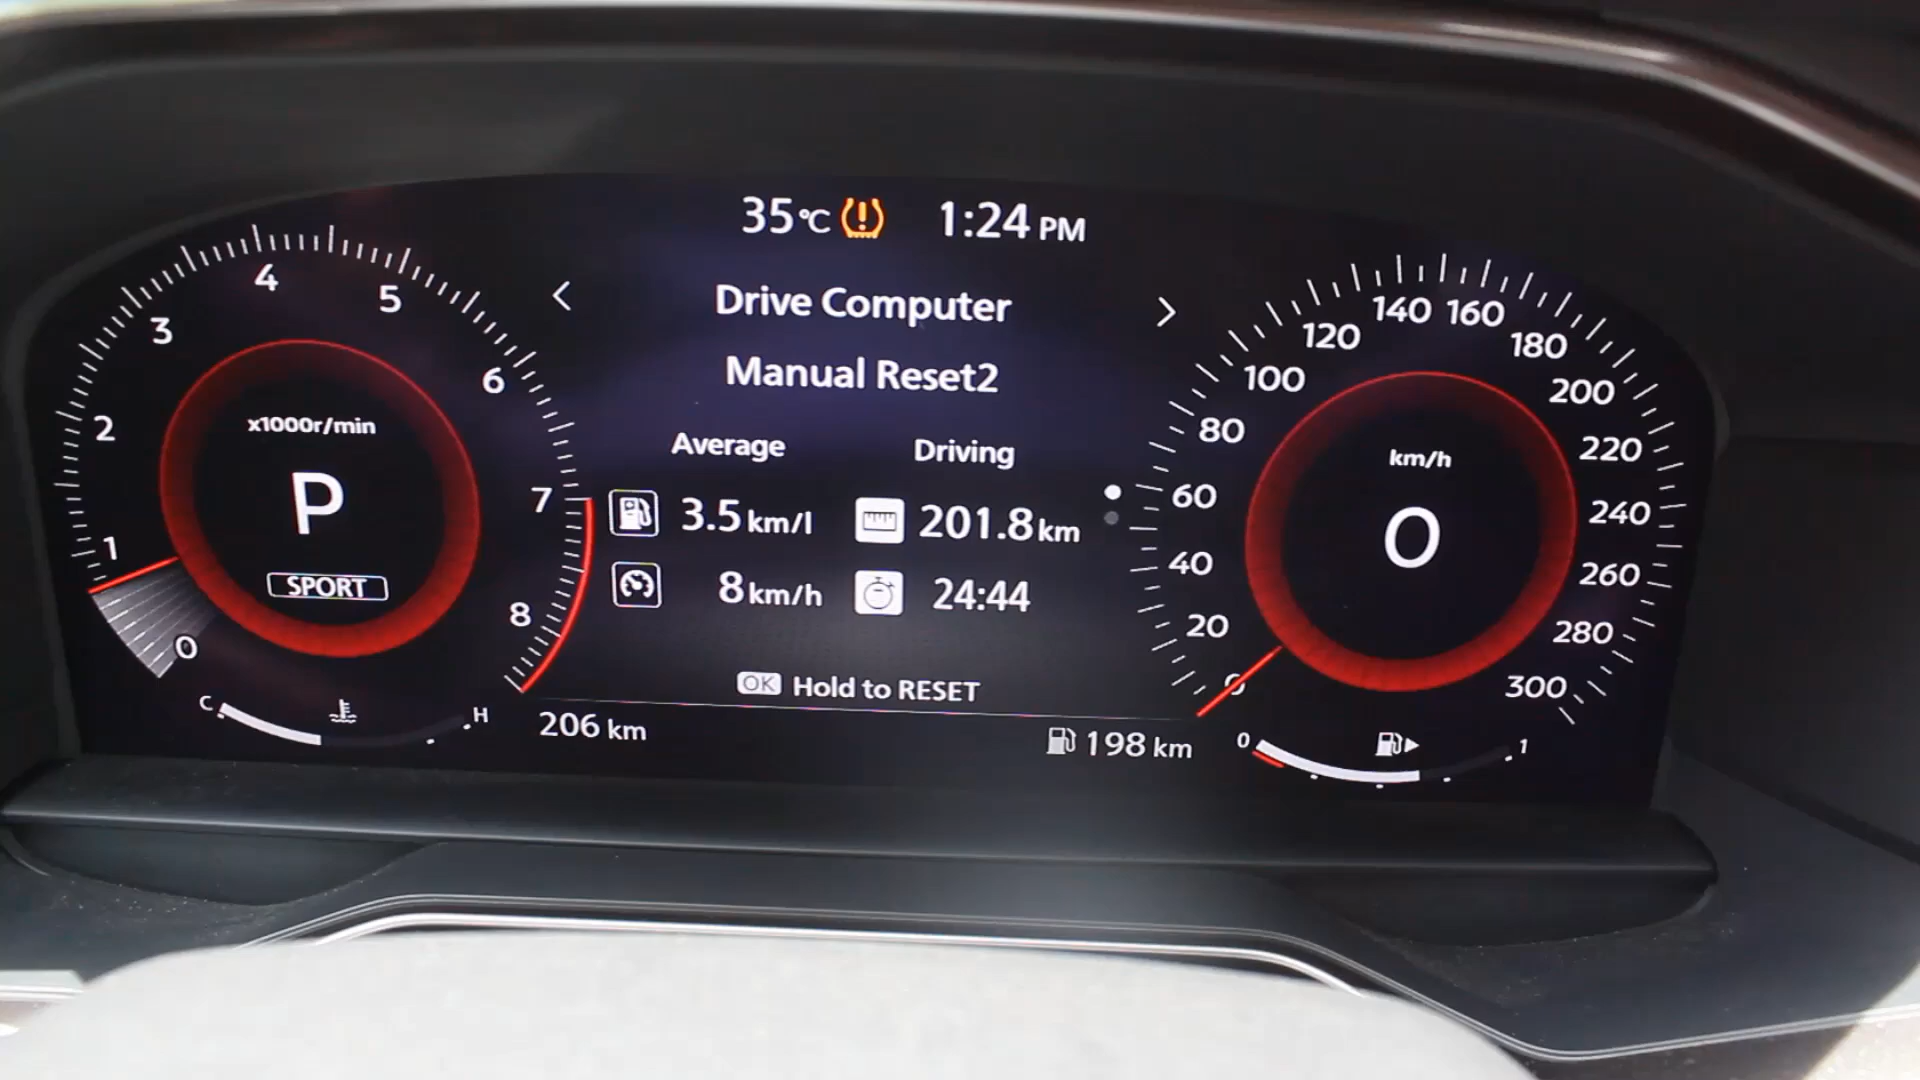 35°C 1:24 PM
< Drive Computer >
Manual Reset2
Average Driving
3.5 km/l 201.8 km
8 km/h 24:44
OK Hold to RESET
206 km 198 km
x1000r/min
P
SPORT
0 1 2 3 4 5 6 7 8
C H
km/h
0
0 20 40 60 80 100 120 140 160 180 200 220 240 260 280 300
0 1